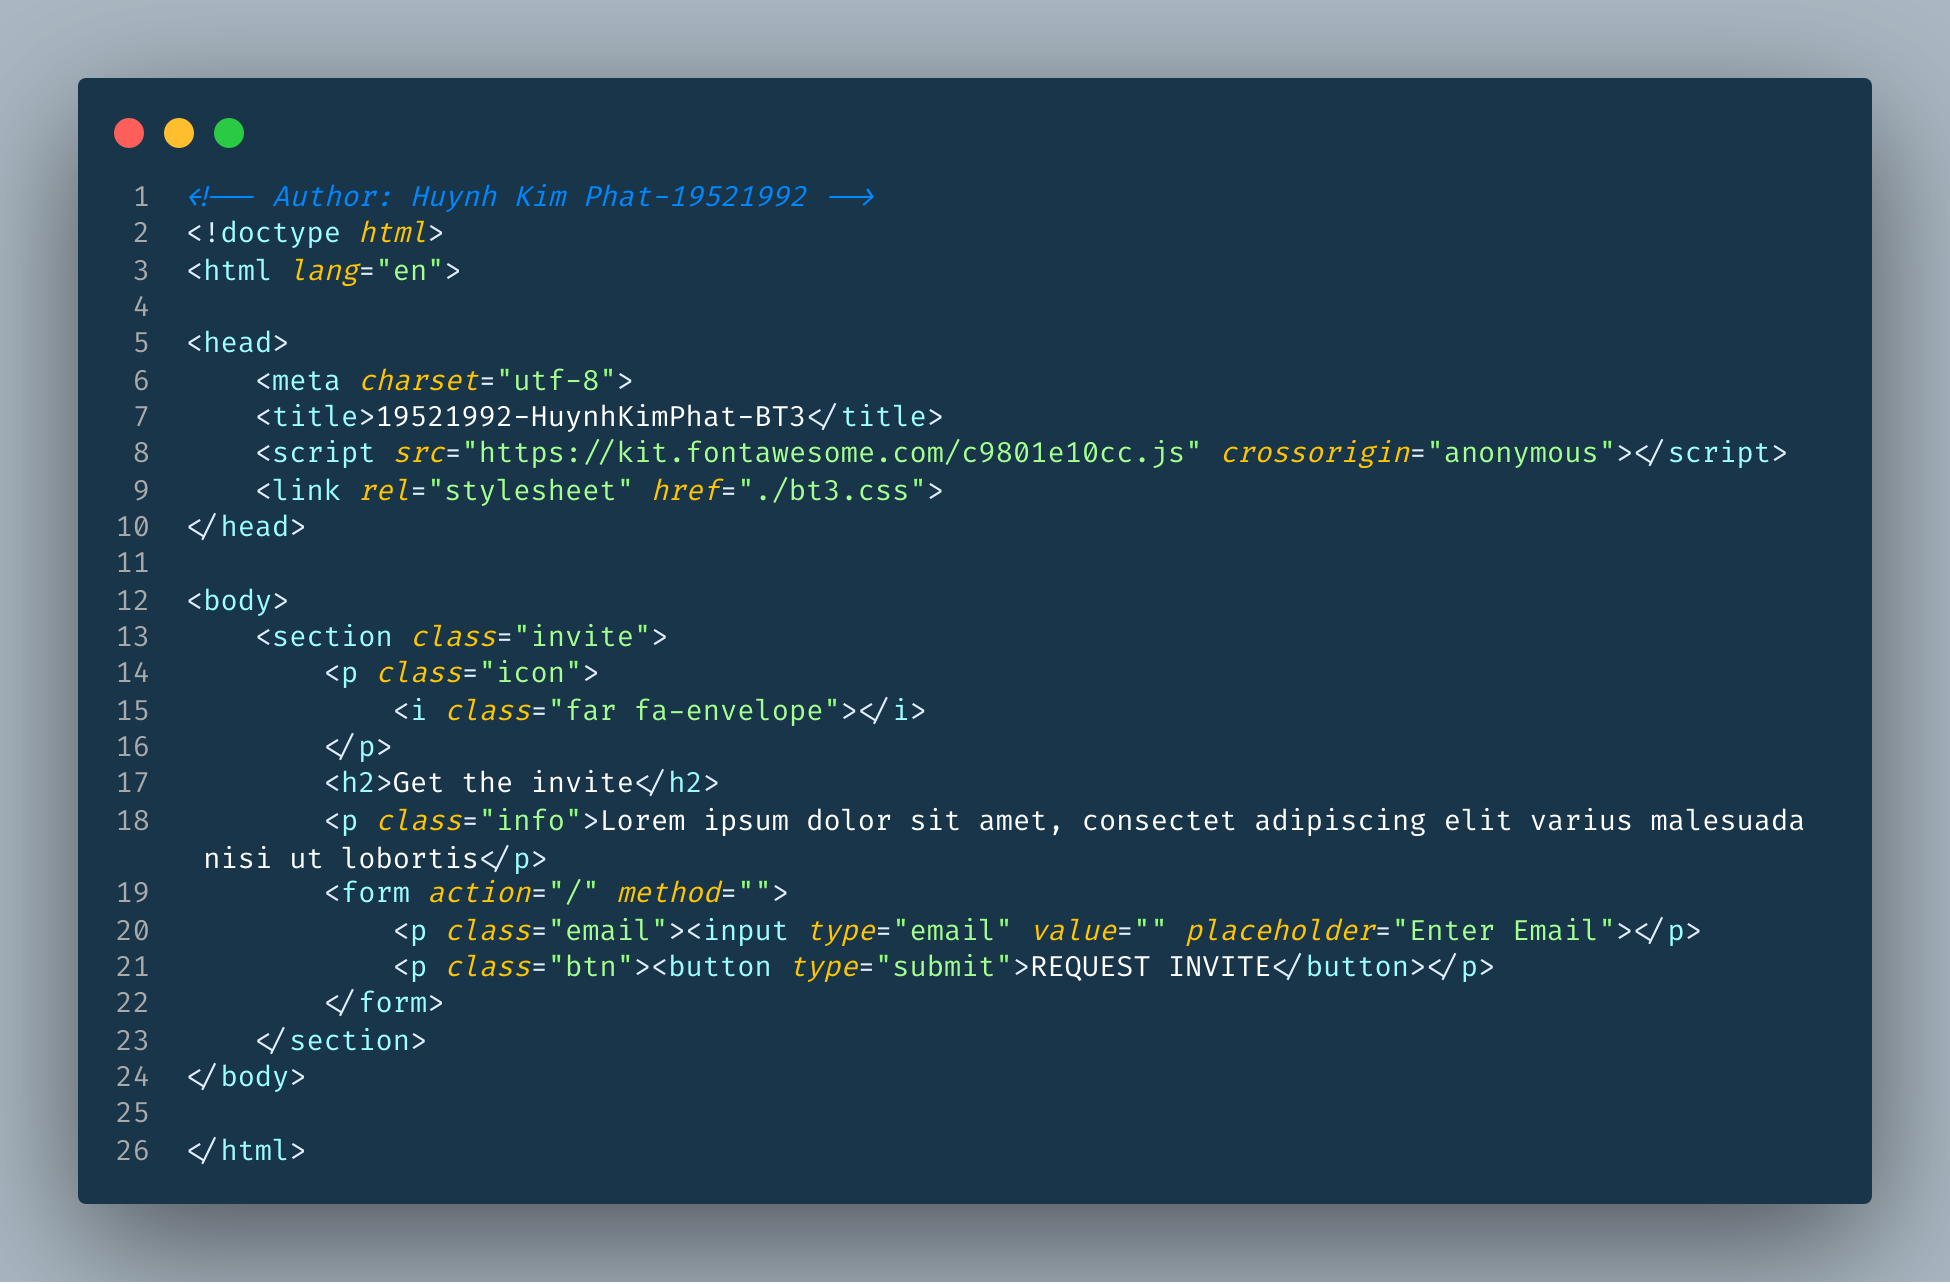 1 <!-- Author: Huynh Kim Phat-19521992 -->
2 <!doctype html>
3 <html lang="en">
4
5 <head>
6     <meta charset="utf-8">
7     <title>19521992-HuynhKimPhat-BT3</title>
8     <script src="https://kit.fontawesome.com/c9801e10cc.js" crossorigin="anonymous"></script>
9     <link rel="stylesheet" href="./bt3.css">
10 </head>
11
12 <body>
13     <section class="invite">
14         <p class="icon">
15             <i class="far fa-envelope"></i>
16         </p>
17         <h2>Get the invite</h2>
18         <p class="info">Lorem ipsum dolor sit amet, consectet adipiscing elit varius malesuada
nisi ut lobortis</p>
19         <form action="/" method="">
20             <p class="email"><input type="email" value="" placeholder="Enter Email"></p>
21             <p class="btn"><button type="submit">REQUEST INVITE</button></p>
22         </form>
23     </section>
24 </body>
25
26 </html>